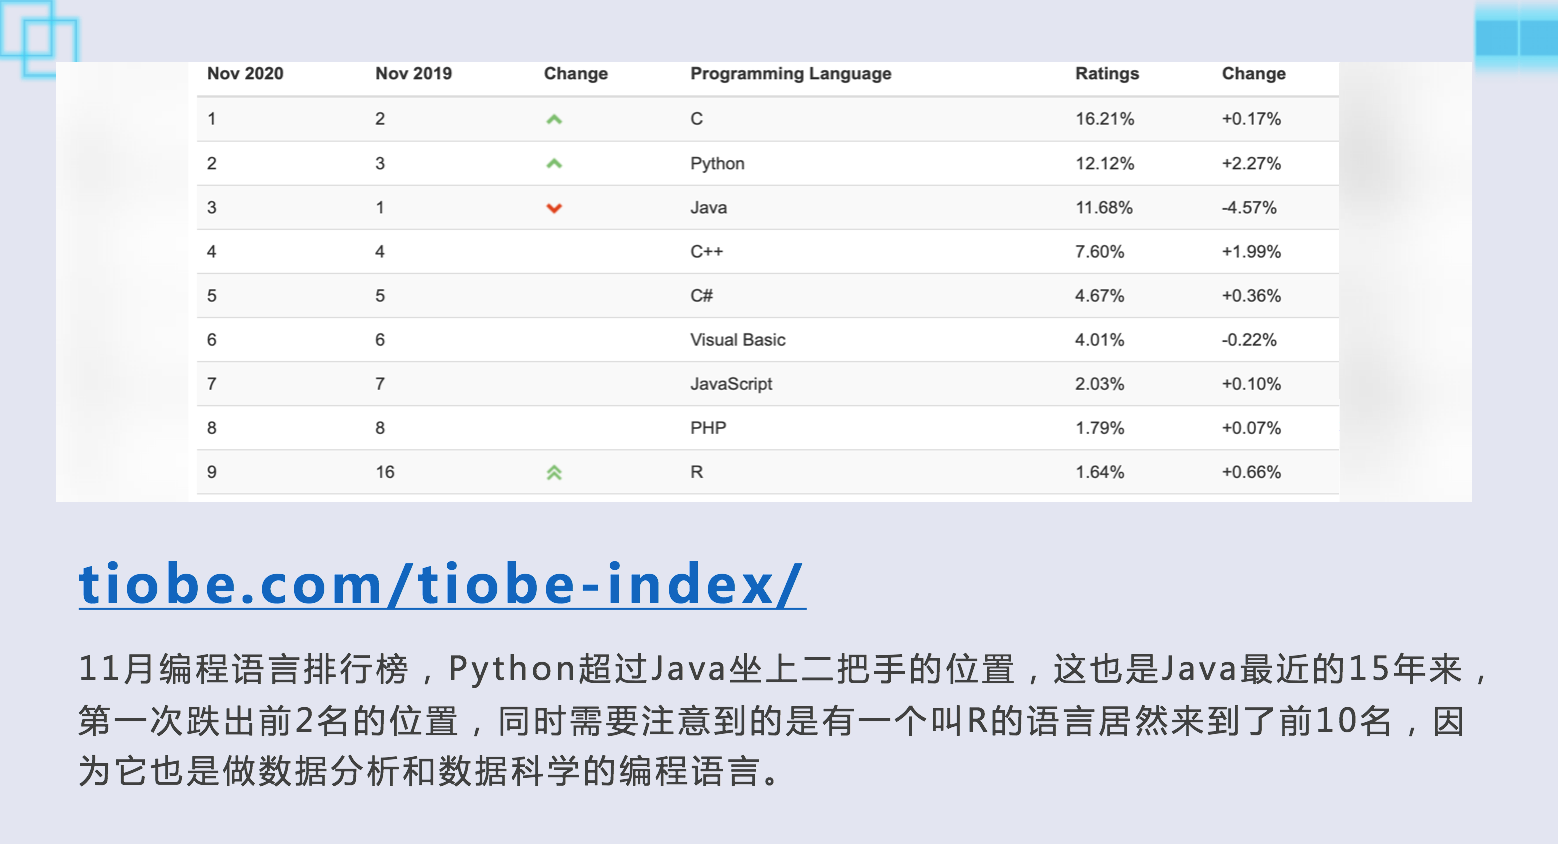 Nov 2020 Nov 2019 Change Programming Language Ratings Change
1 2 C 16.21% +0.17%
2 3 Python 12.12% +2.27%
3 1 Java 11.68% -4.57%
4 4 C++ 7.60% +1.99%
5 5 C# 4.67% +0.36%
6 6 Visual Basic 4.01% -0.22%
7 7 JavaScript 2.03% +0.10%
8 8 PHP 1.79% +0.07%
9 16 R 1.64% +0.66%
tiobe.com/tiobe-index/
11月编程语言排行榜，Python超过Java坐上二把手的位置，这也是Java最近的15年来，
第一次跌出前2名的位置，同时需要注意到的是有一个叫R的语言居然来到了前10名，因
为它也是做数据分析和数据科学的编程语言。